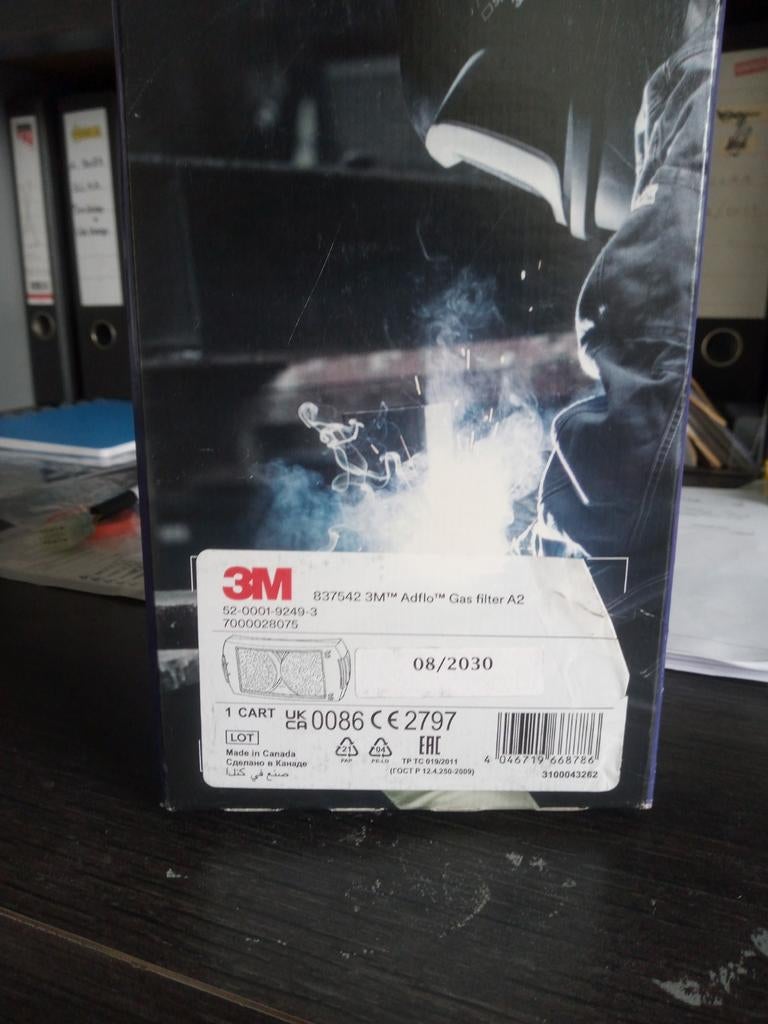 3M
837542 3M™ Adflo™ Gas filter A2
52-0001-9249-3
7000028075
08/2030
1 CART UK CA 0086 CE 2797
LOT
21
PAP
04
PE-LD
EAC
TP TC 019/2011
(ГОСТ Р 12.4.250-2009)
Made in Canada
Сделано в Канаде
صنع في كندا
4 046719 668786
3100043262